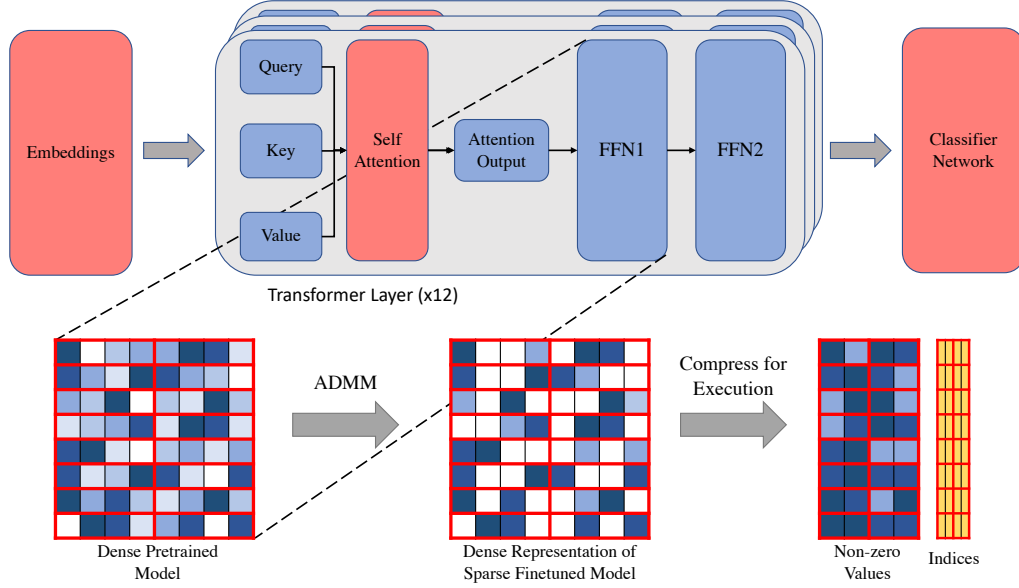 Embeddings
Query
Key
Value
Self
Attention
Attention
Output
FFN1
FFN2
Classifier
Network
Transformer Layer (x12)
ADMM
Compress for
Execution
Dense Pretrained
Model
Dense Representation of
Sparse Finetuned Model
Non-zero
Values
Indices